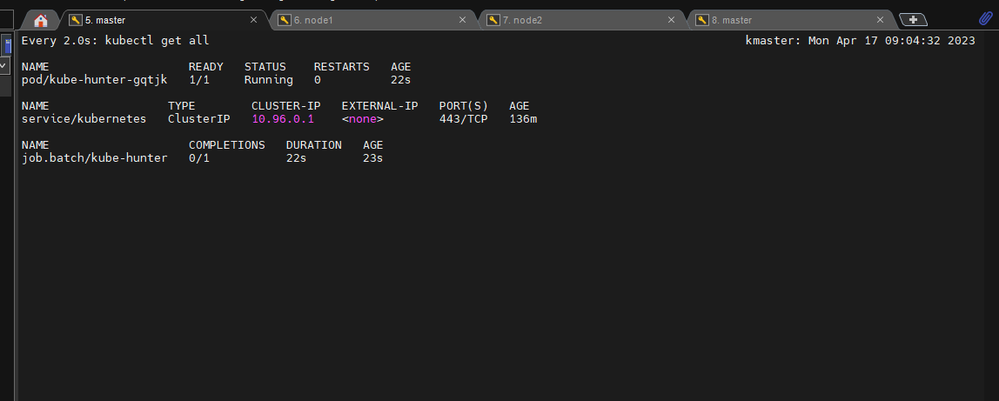 5. master
6. node1
7. node2
8. master
Every 2.0s: kubectl get all kmaster: Mon Apr 17 09:04:32 2023
NAME READY STATUS RESTARTS AGE
pod/kube-hunter-gqtjk 1/1 Running 0 22s
NAME TYPE CLUSTER-IP EXTERNAL-IP PORT(S) AGE
service/kubernetes ClusterIP 10.96.0.1 <none> 443/TCP 136m
NAME COMPLETIONS DURATION AGE
job.batch/kube-hunter 0/1 22s 23s